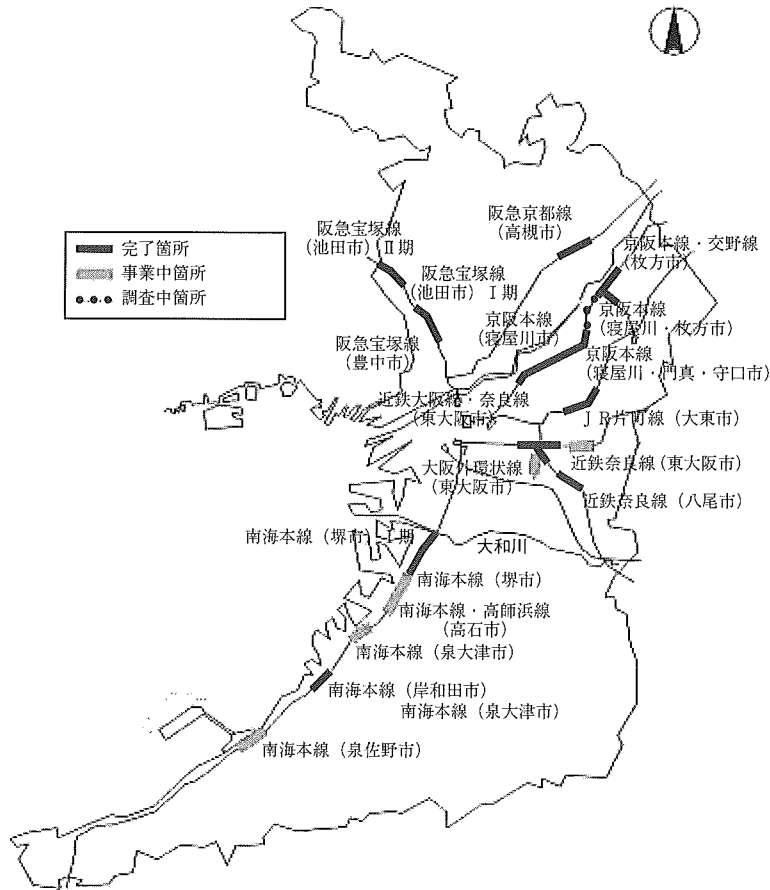 阪急京都線
(高槻市)
阪急宝塚線
(池田市) Ⅱ期
京阪本線・交野線
(枚方市)
完了箇所
事業中箇所
調査中箇所
阪急宝塚線
(池田市) Ⅰ期
京阪本線
(寝屋川市)
京阪本線
(寝屋川・枚方市)
阪急宝塚線
(豊中市)
京阪本線
(寝屋川・門真・守口市)
近鉄大阪線・奈良線
(東大阪市)
ＪＲ片町線 (大東市)
大阪外環状線
(東大阪市)
近鉄奈良線 (東大阪市)
近鉄奈良線 (八尾市)
南海本線 (堺市) Ⅰ期
大和川
南海本線 (堺市)
南海本線・高師浜線
(高石市)
南海本線 (泉大津市)
南海本線 (岸和田市)
南海本線 (泉大津市)
南海本線 (泉佐野市)